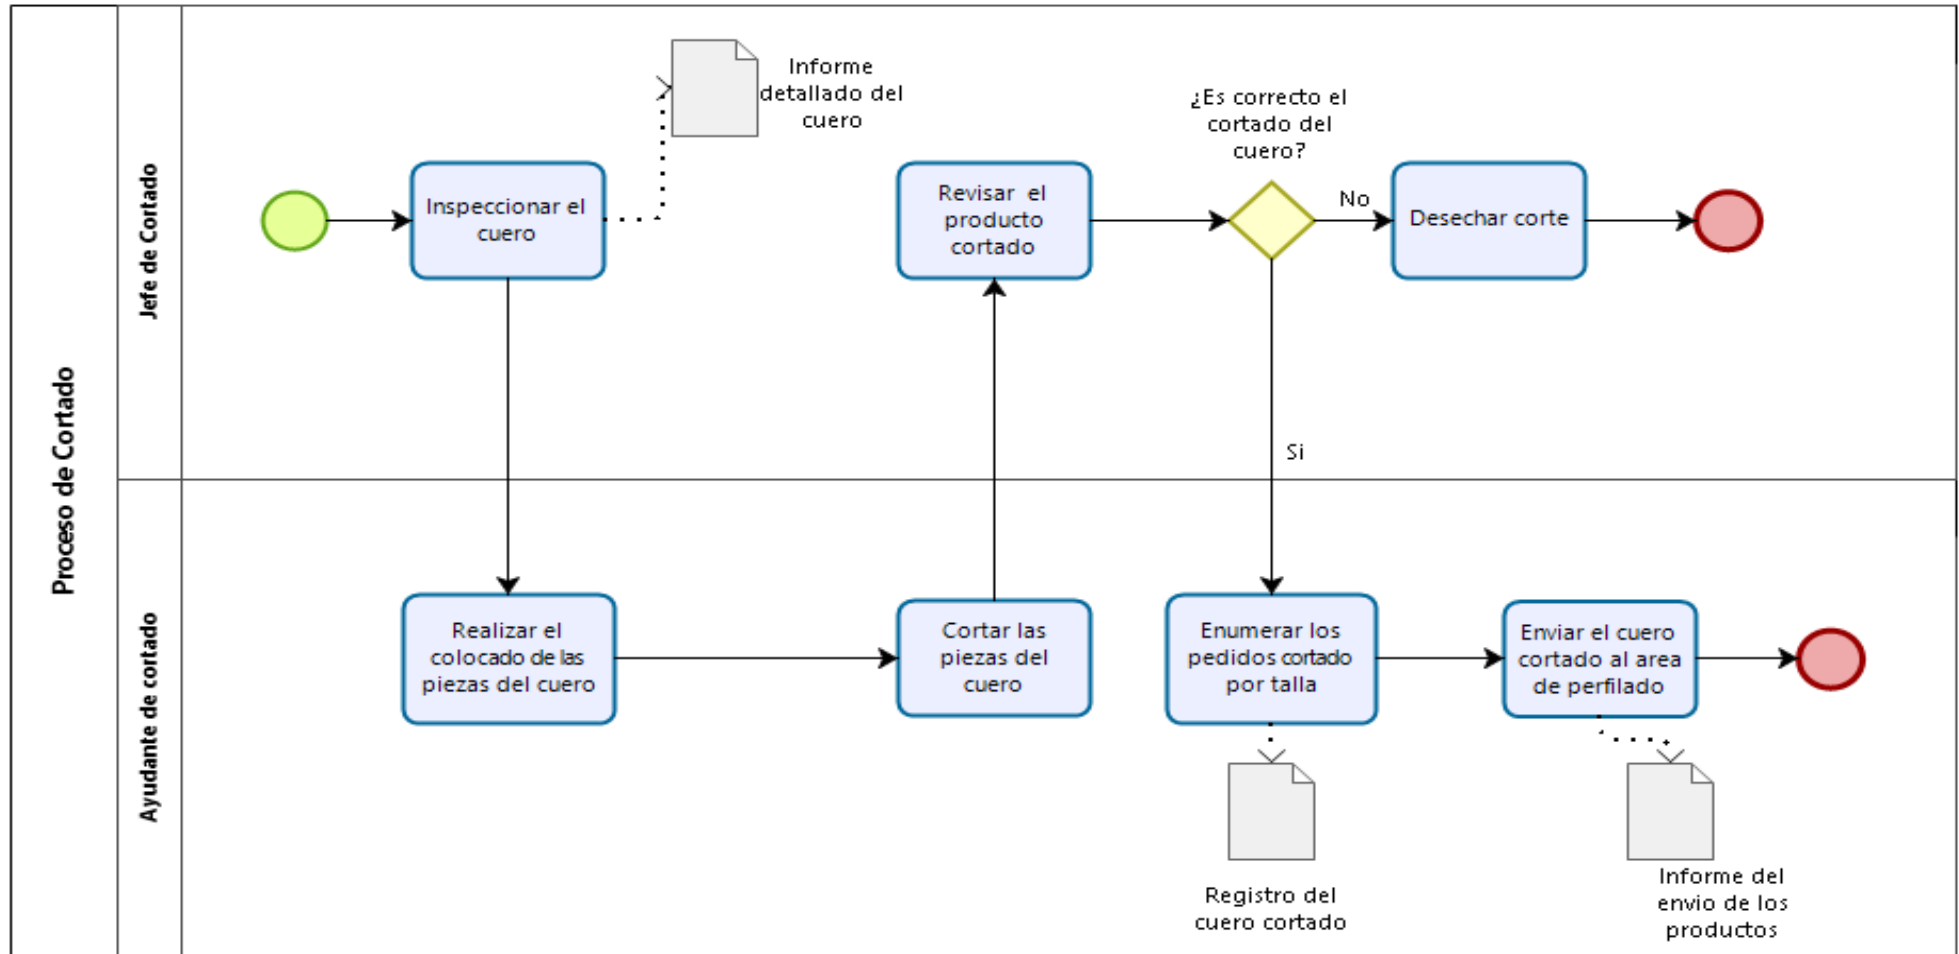 Proceso de Cortado
Jefe de Cortado
Informe
detallado del
cuero
¿Es correcto el
cortado del
cuero?
Inspeccionar el
cuero
Revisar el
producto
cortado
No
Desechar corte
Si
Ayudante de cortado
Realizar el
colocado de las
piezas del cuero
Cortar las
piezas del
cuero
Enumerar los
pedidos cortado
por talla
Enviar el cuero
cortado al area
de perfilado
Registro del
cuero cortado
Informe del
envio de los
productos